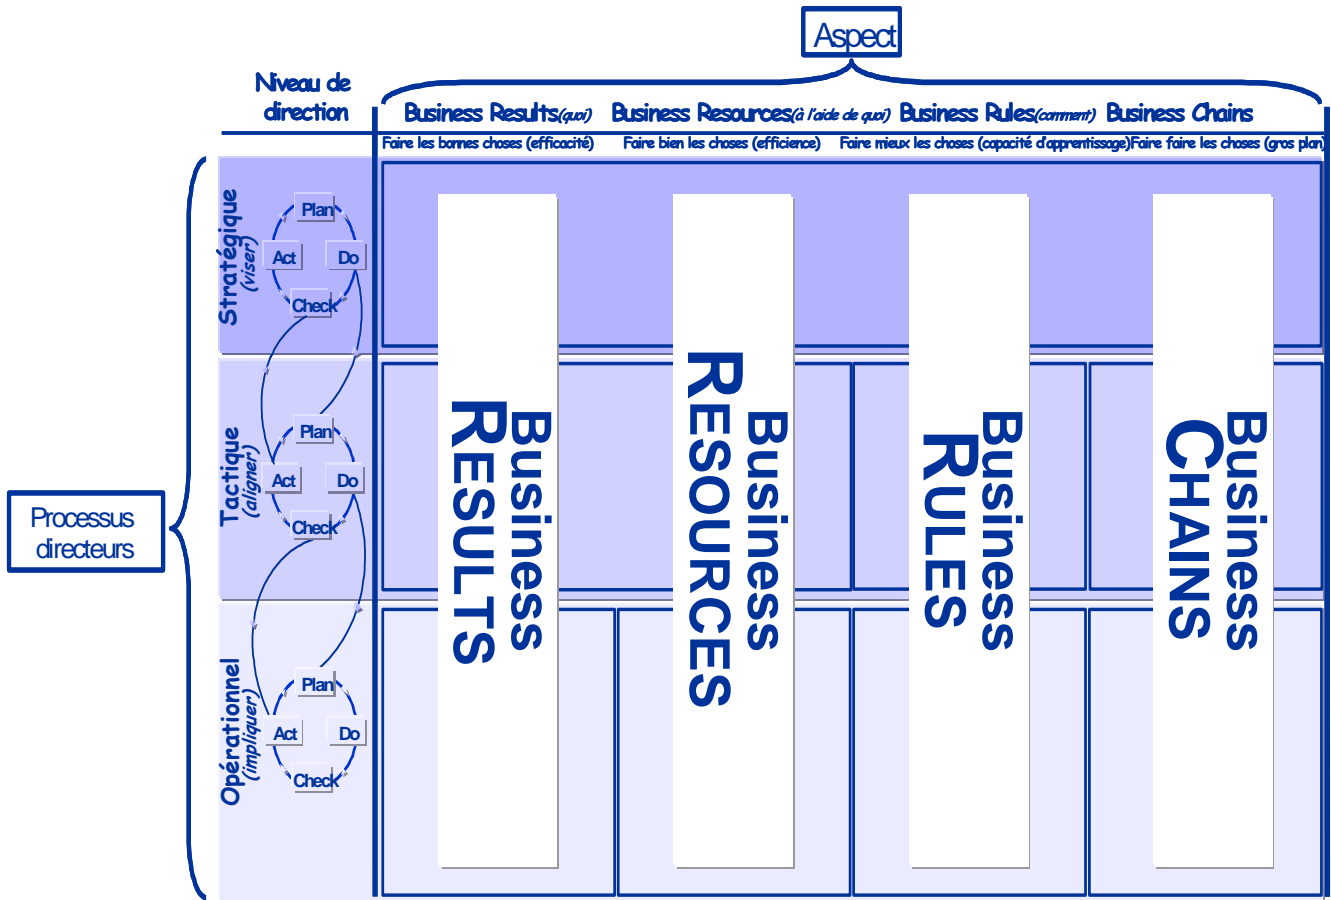 Aspect
Niveau de
direction
Business Results(quoi) Business Resources(à l'aide de quoi) Business Rules(comment) Business Chains
Faire les bonnes choses (efficacité) Faire bien les choses (efficience) Faire mieux les choses (capacité d'apprentissage) Faire faire les choses (gros plan)
Processus
directeurs
Stratégique
(viser)
Plan
Act Do
Check
Tactique
(aligner)
Plan
Act Do
Check
Opérationnel
(impliquer)
Plan
Act Do
Check
Business
RESULTS
Business
RESOURCES
Business
RULES
Business
CHAINS